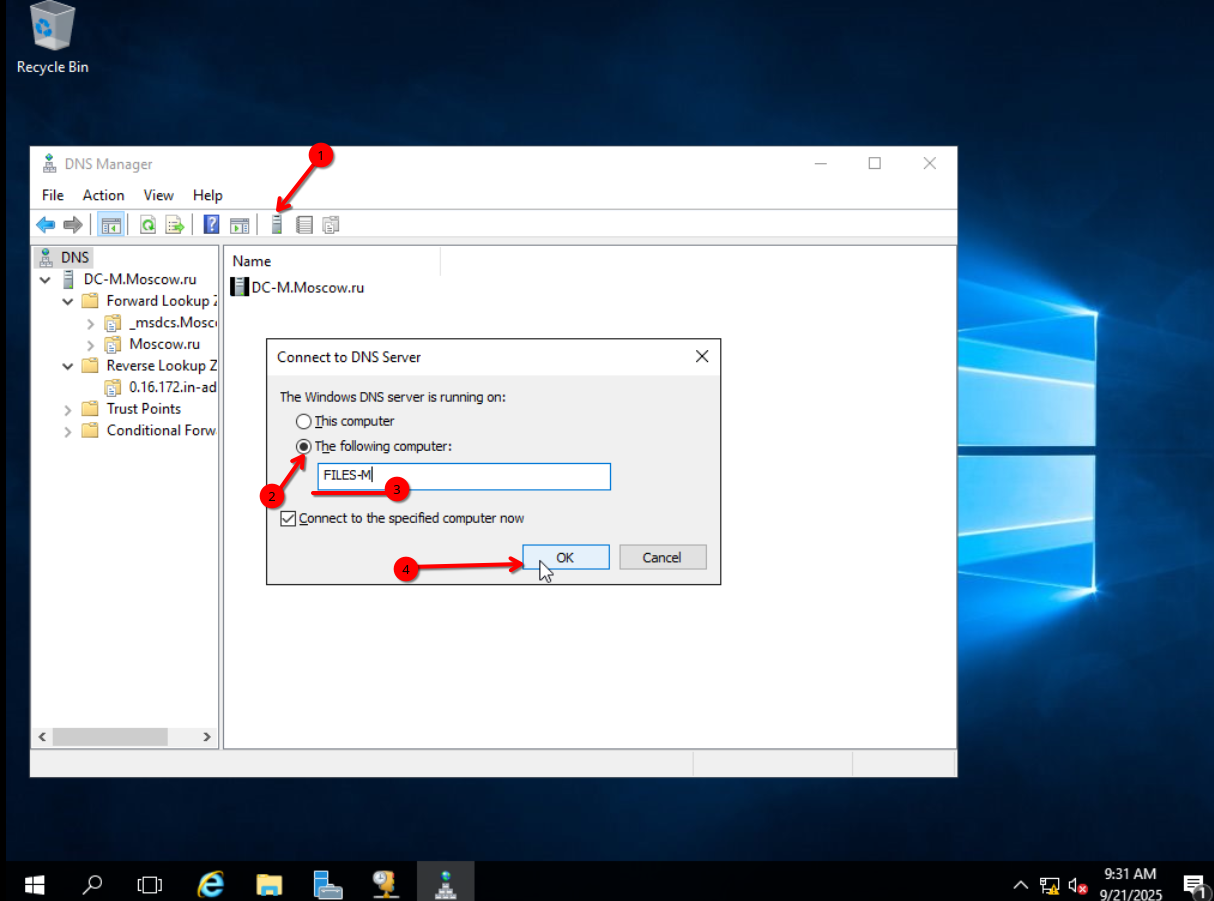 Recycle Bin
DNS Manager
1
File Action View Help
DNS
DC-M.Moscow.ru
Forward Lookup Z
_msdcs.Mosc
Moscow.ru
Reverse Lookup Z
0.16.172.in-ad
Trust Points
Conditional Forw
Name
DC-M.Moscow.ru
Connect to DNS Server
The Windows DNS server is running on:
This computer
The following computer:
FILES-M
2
3
Connect to the specified computer now
4
OK
Cancel
9:31 AM
9/21/2025
1